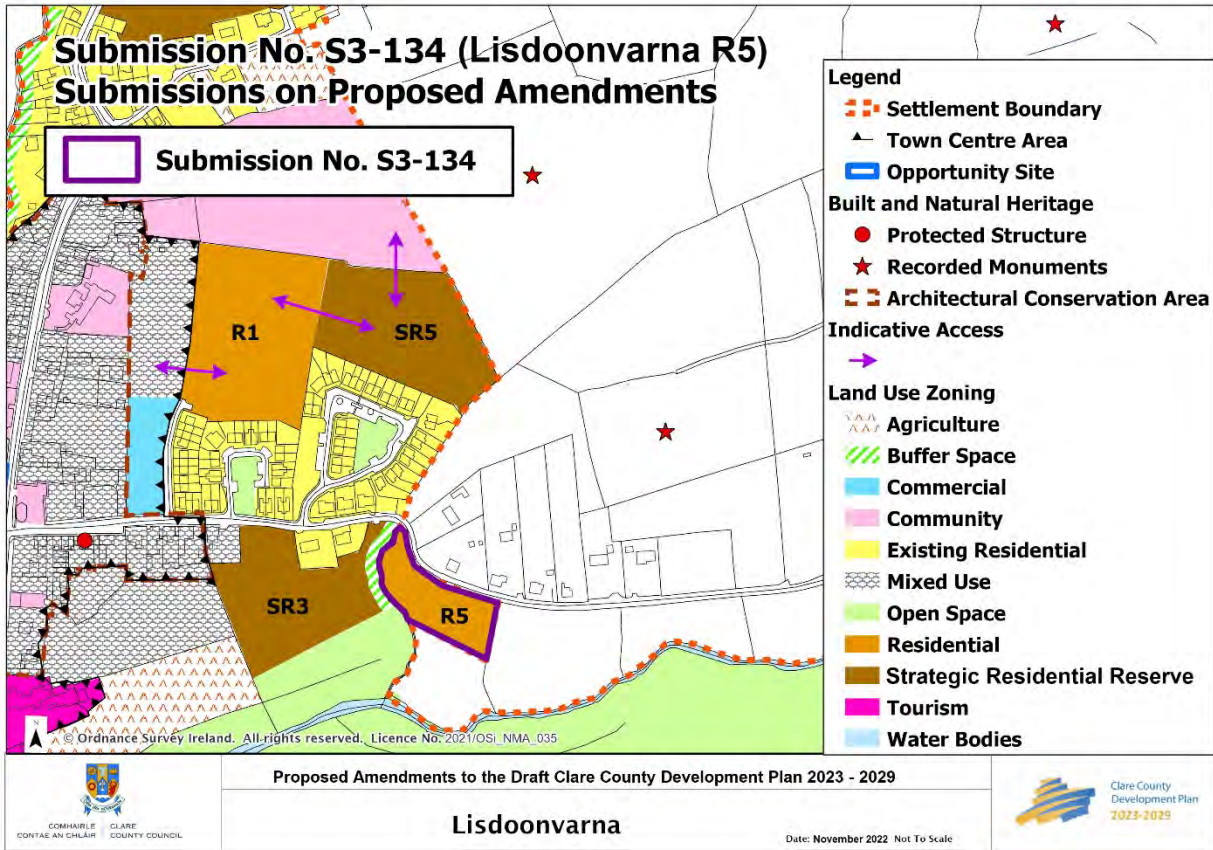 Submission No. S3-134 (Lisdoonvarna R5)
Submissions on Proposed Amendments
Submission No. S3-134
R1
SR5
SR3
R5
Legend
Settlement Boundary
Town Centre Area
Opportunity Site
Built and Natural Heritage
Protected Structure
Recorded Monuments
Architectural Conservation Area
Indicative Access
Land Use Zoning
Agriculture
Buffer Space
Commercial
Community
Existing Residential
Mixed Use
Open Space
Residential
Strategic Residential Reserve
Tourism
Water Bodies
N
© Ordnance Survey Ireland. All rights reserved. Licence No. 2021/OSi_NMA_035
COMHAIRLE CONTAE AN CHLÁIR
CLARE COUNTY COUNCIL
Proposed Amendments to the Draft Clare County Development Plan 2023 - 2029
Lisdoonvarna
Date: November 2022 Not To Scale
Clare County
Development Plan
2023-2029